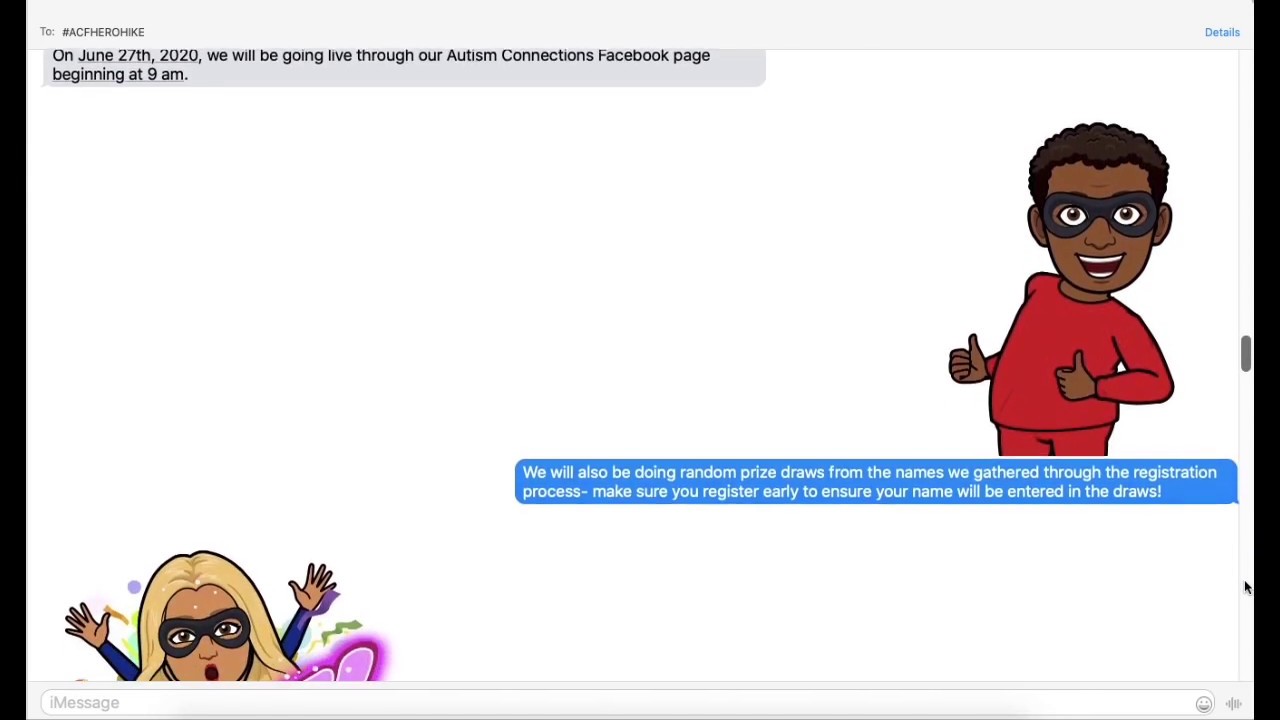 To: #ACFHEROHIKE
Details
On June 27th, 2020, we will be going live through our Autism Connections Facebook page
beginning at 9 am.
We will also be doing random prize draws from the names we gathered through the registration
process- make sure you register early to ensure your name will be entered in the draws!
iMessage